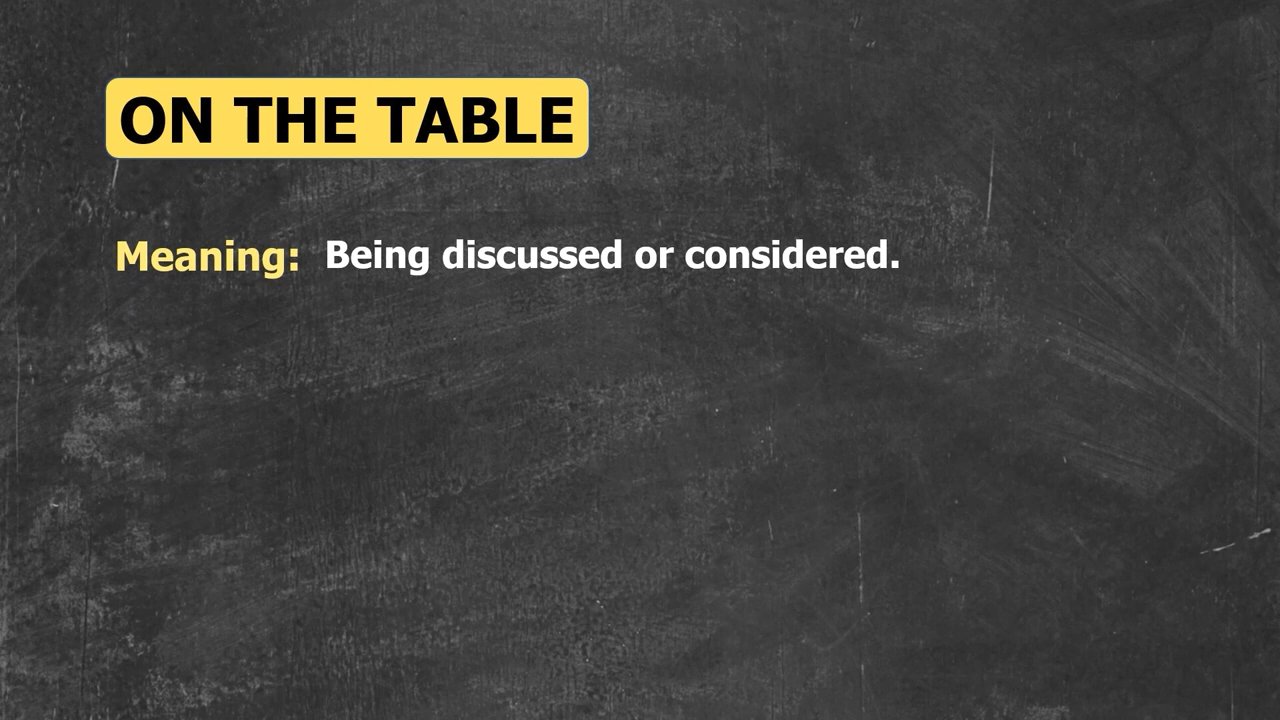 ON THE TABLE
Meaning: Being discussed or considered.